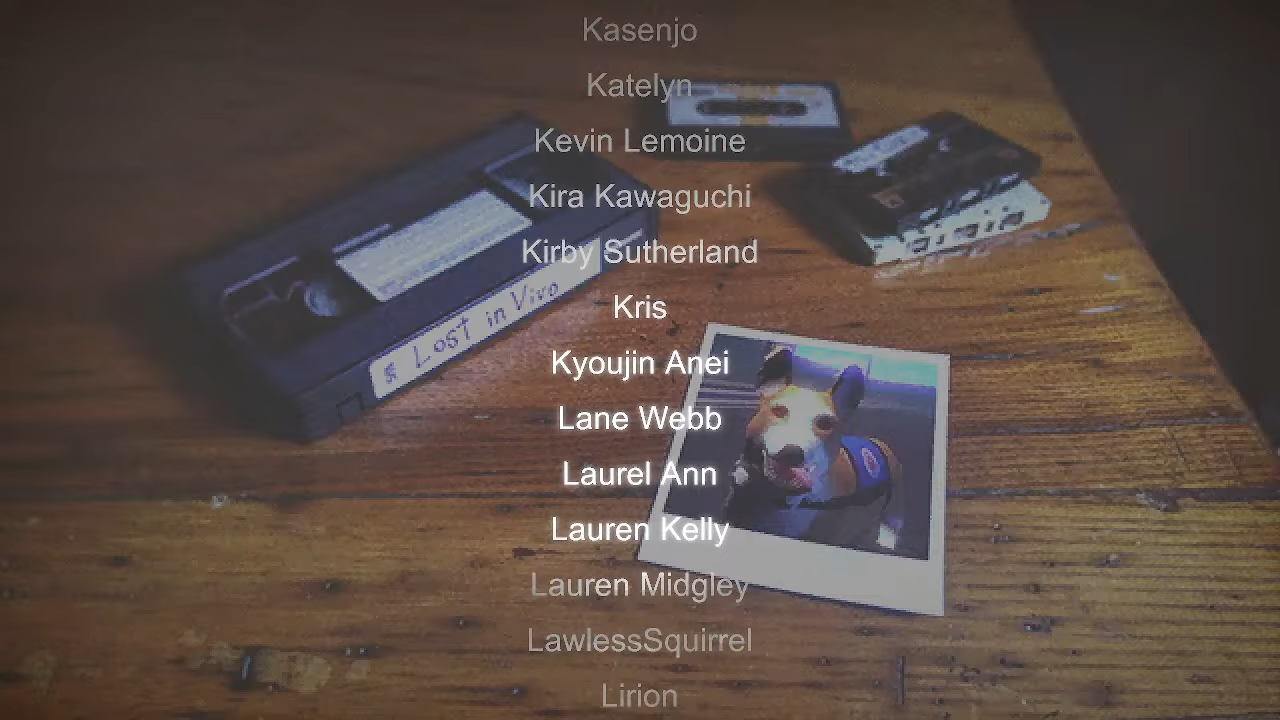 Kasenjo
Katelyn
Kevin Lemoine
Kira Kawaguchi
Kirby Sutherland
Kris
Kyoujin Anei
Lane Webb
Laurel Ann
Lauren Kelly
Lauren Midgley
LawlessSquirrel
Lirion
Lost in Vivo